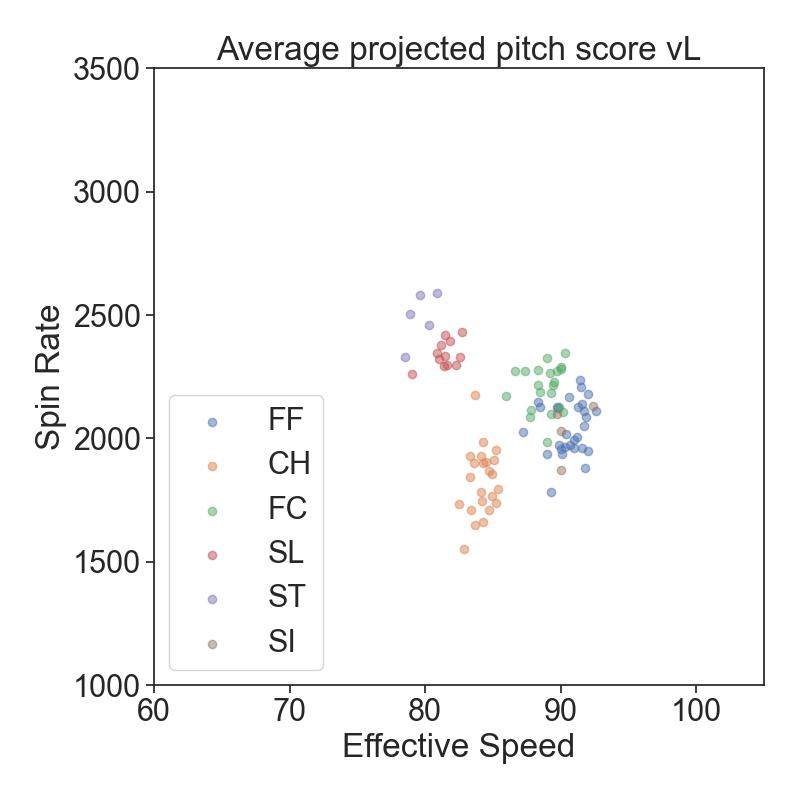 Average projected pitch score vL
3500
3000
2500
2000
1500
1000
Spin Rate
FF
CH
FC
SL
ST
SI
60
70
80
90
100
Effective Speed